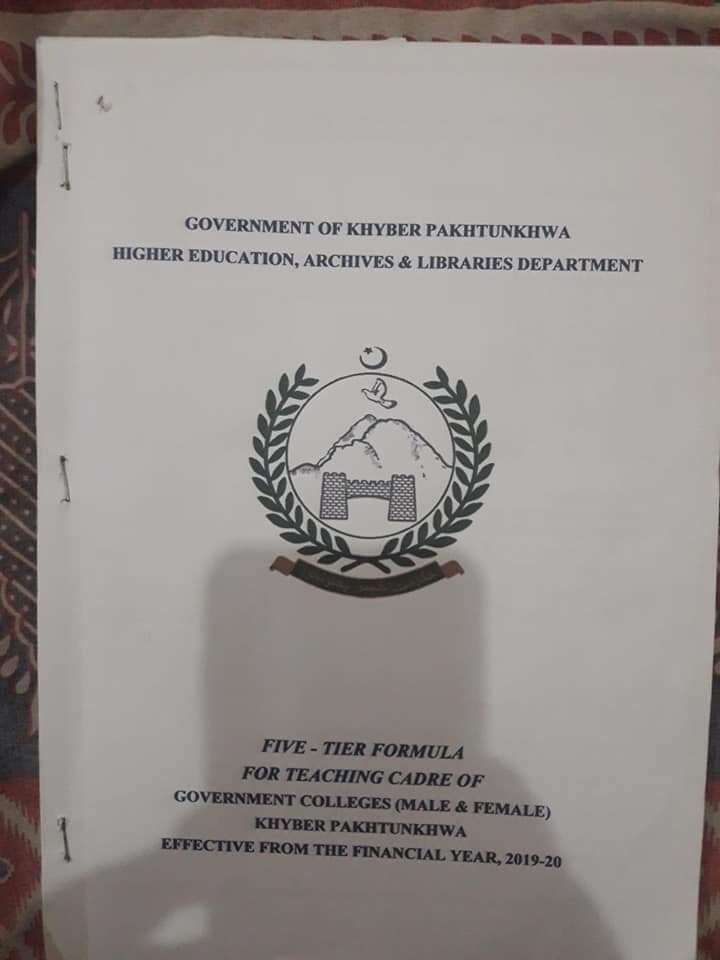 GOVERNMENT OF KHYBER PAKHTUNKHWA
HIGHER EDUCATION, ARCHIVES & LIBRARIES DEPARTMENT
FIVE - TIER FORMULA
FOR TEACHING CADRE OF
GOVERNMENT COLLEGES (MALE & FEMALE)
KHYBER PAKHTUNKHWA
EFFECTIVE FROM THE FINANCIAL YEAR, 2019-20